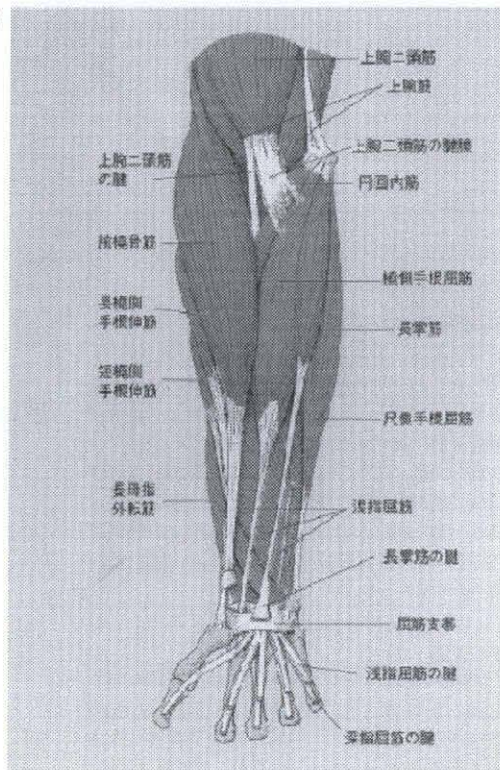 上腕二頭筋
上腕筋
上腕二頭筋の腱膜
円回内筋
橈側手根屈筋
長掌筋
尺側手根屈筋
浅指屈筋
長掌筋の腱
屈筋支帯
浅指屈筋の腱
深指屈筋の腱
上腕二頭筋
の腱
腕橈骨筋
長橈側
手根伸筋
短橈側
手根伸筋
長母指
外転筋